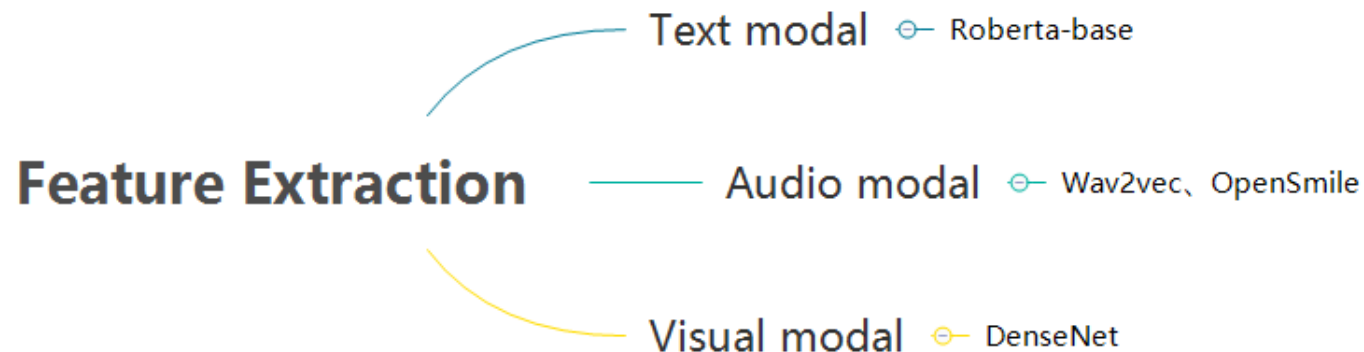 Text modal
Roberta-base
Feature Extraction
Audio modal
Wav2vec、OpenSmile
Visual modal
DenseNet